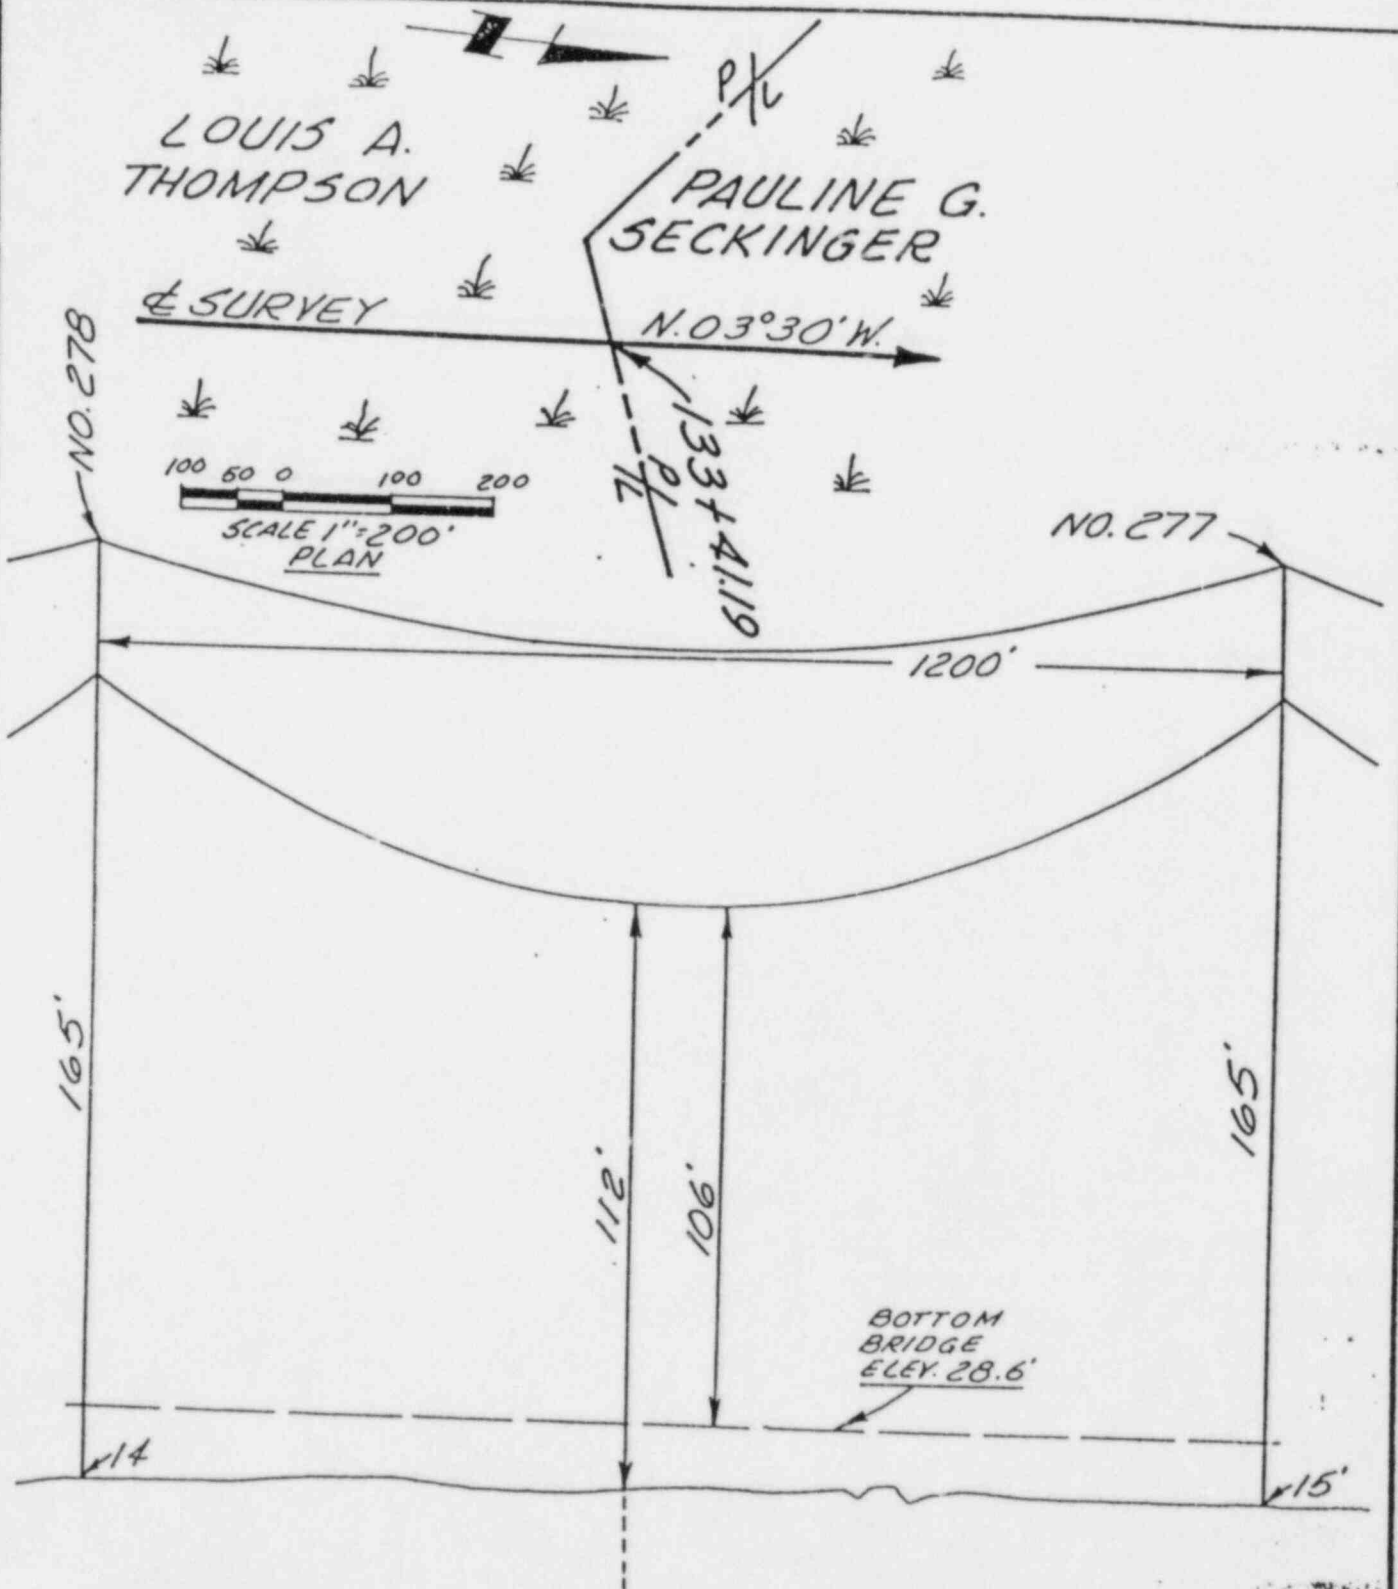 LOUIS A.
THOMPSON
P/L
PAULINE G.
SECKINGER
℄ SURVEY
N.03°30'W.
NO.278
133+41.19
P/L
100 50 0 100 200
SCALE 1"=200'
PLAN
NO.277
1200'
165'
112'
106'
165'
BOTTOM
BRIDGE
ELEV. 28.6'
14
15'